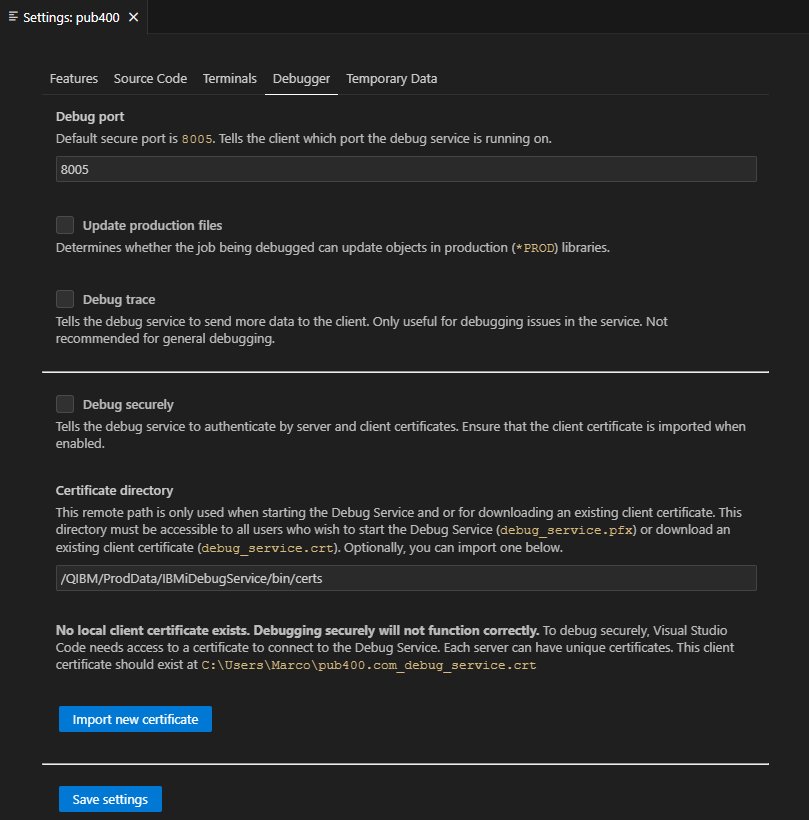 Settings: pub400
Features Source Code Terminals Debugger Temporary Data
Debug port
Default secure port is 8005. Tells the client which port the debug service is running on.
8005
Update production files
Determines whether the job being debugged can update objects in production (*PROD) libraries.
Debug trace
Tells the debug service to send more data to the client. Only useful for debugging issues in the service. Not
recommended for general debugging.
Debug securely
Tells the debug service to authenticate by server and client certificates. Ensure that the client certificate is imported when
enabled.
Certificate directory
This remote path is only used when starting the Debug Service and or for downloading an existing client certificate. This
directory must be accessible to all users who wish to start the Debug Service (debug_service.pfx) or download an
existing client certificate (debug_service.crt). Optionally, you can import one below.
/QIBM/ProdData/IBMiDebugService/bin/certs
No local client certificate exists. Debugging securely will not function correctly. To debug securely, Visual Studio
Code needs access to a certificate to connect to the Debug Service. Each server can have unique certificates. This client
certificate should exist at C:\Users\Marco\pub400.com_debug_service.crt
Import new certificate
Save settings